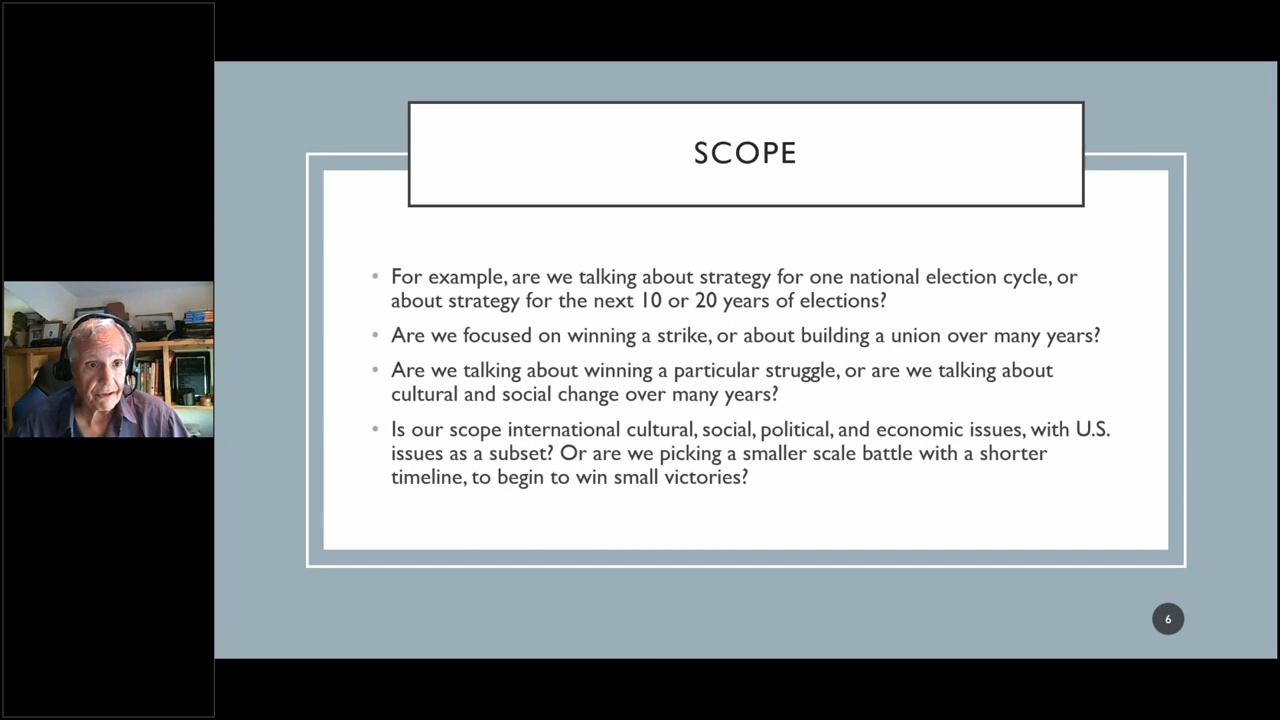 SCOPE
• For example, are we talking about strategy for one national election cycle, or
about strategy for the next 10 or 20 years of elections?
• Are we focused on winning a strike, or about building a union over many years?
• Are we talking about winning a particular struggle, or are we talking about
cultural and social change over many years?
• Is our scope international cultural, social, political, and economic issues, with U.S.
issues as a subset? Or are we picking a smaller scale battle with a shorter
timeline, to begin to win small victories?
6